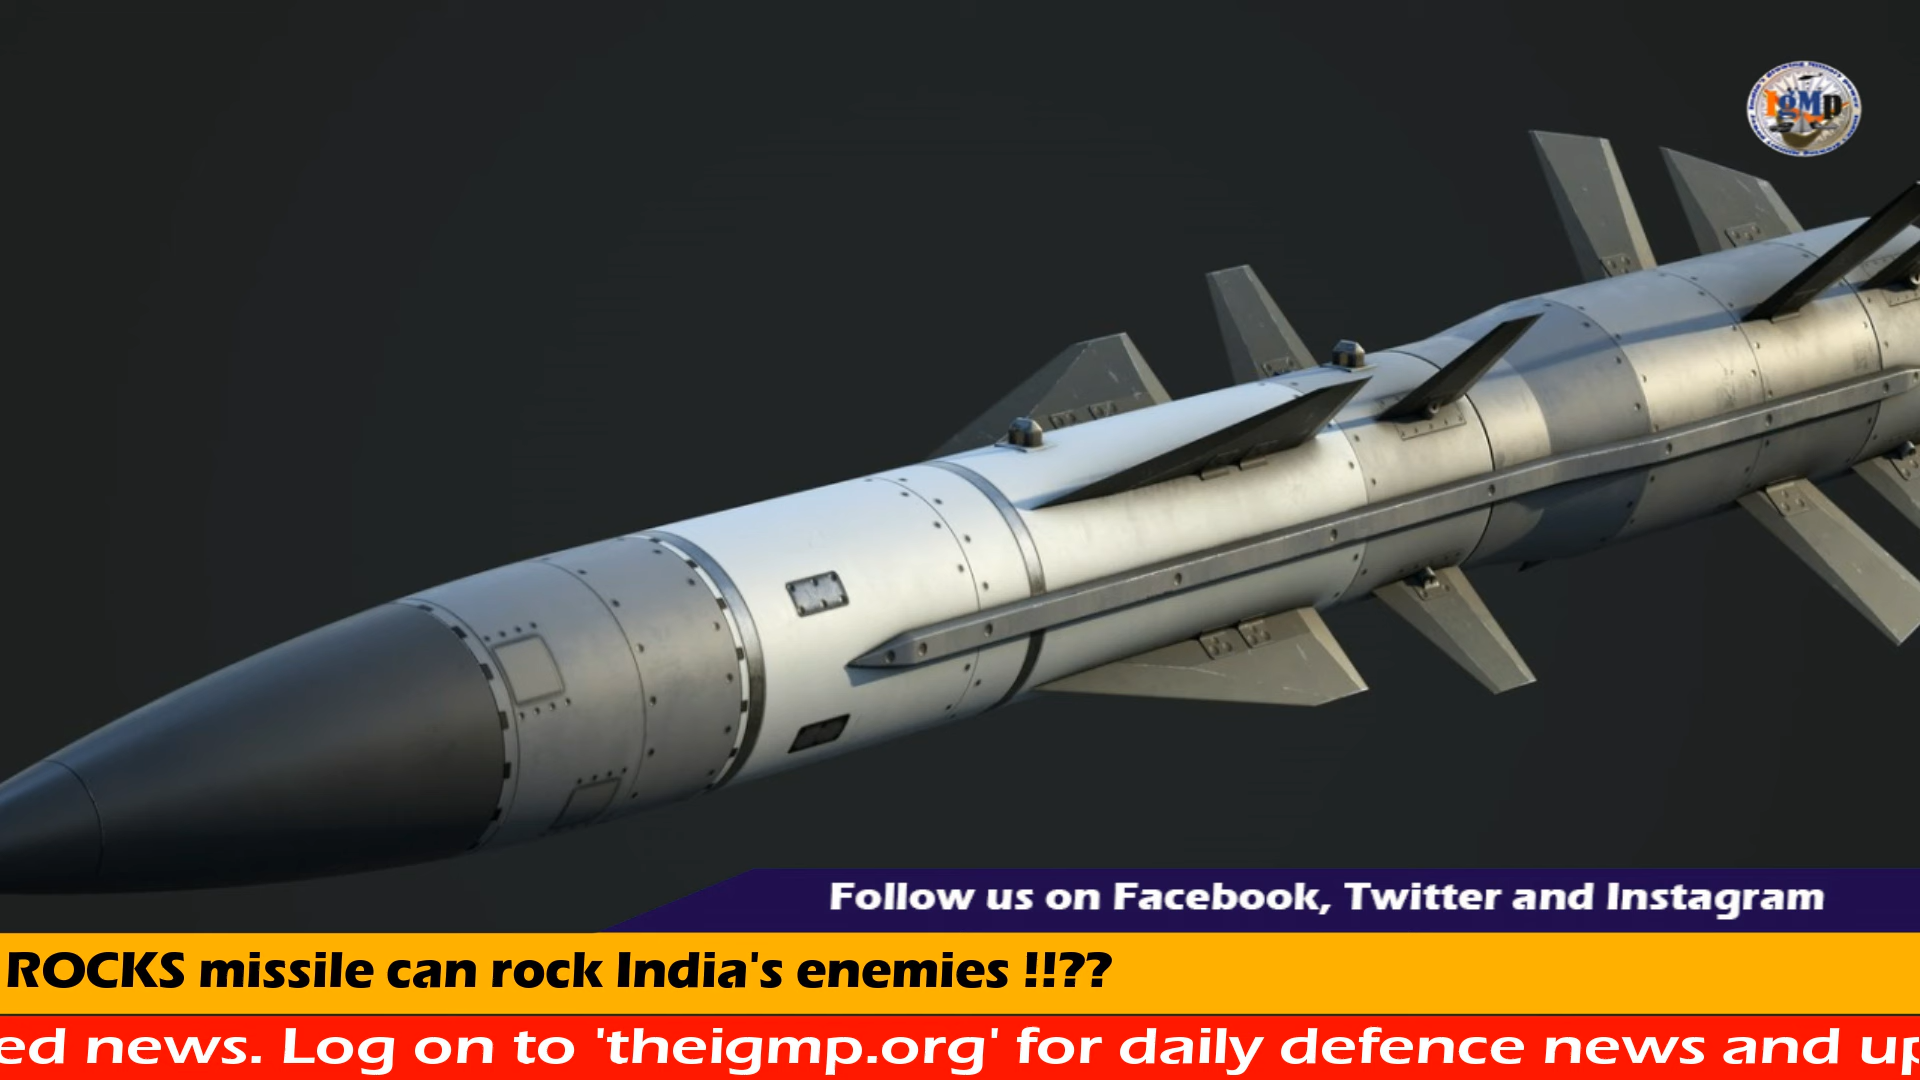 IgMp
Follow us on Facebook, Twitter and Instagram
ROCKS missile can rock India's enemies !!??
ed news. Log on to 'theigmp.org' for daily defence news and up